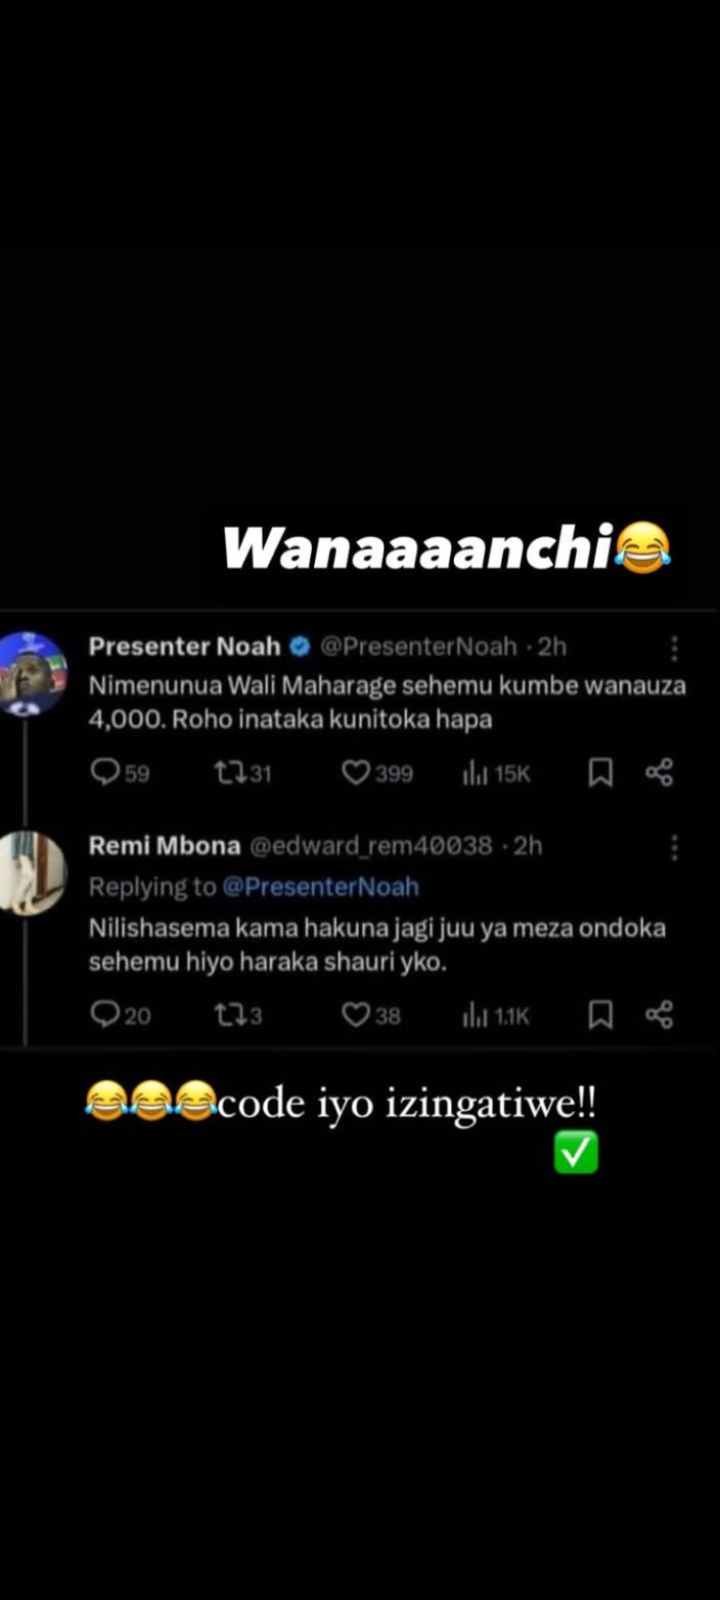 Wanaaaanchi😂
Presenter Noah @PresenterNoah · 2h
Nimenunua Wali Maharage sehemu kumbe wanauza
4,000. Roho inataka kunitoka hapa
59 31 399 15K
Remi Mbona @edward_rem40038 · 2h
Replying to @PresenterNoah
Nilishasema kama hakuna jagi juu ya meza ondoka
sehemu hiyo haraka shauri yko.
20 3 38 1.1K
😂😂😂code iyo izingatiwe!!
✅